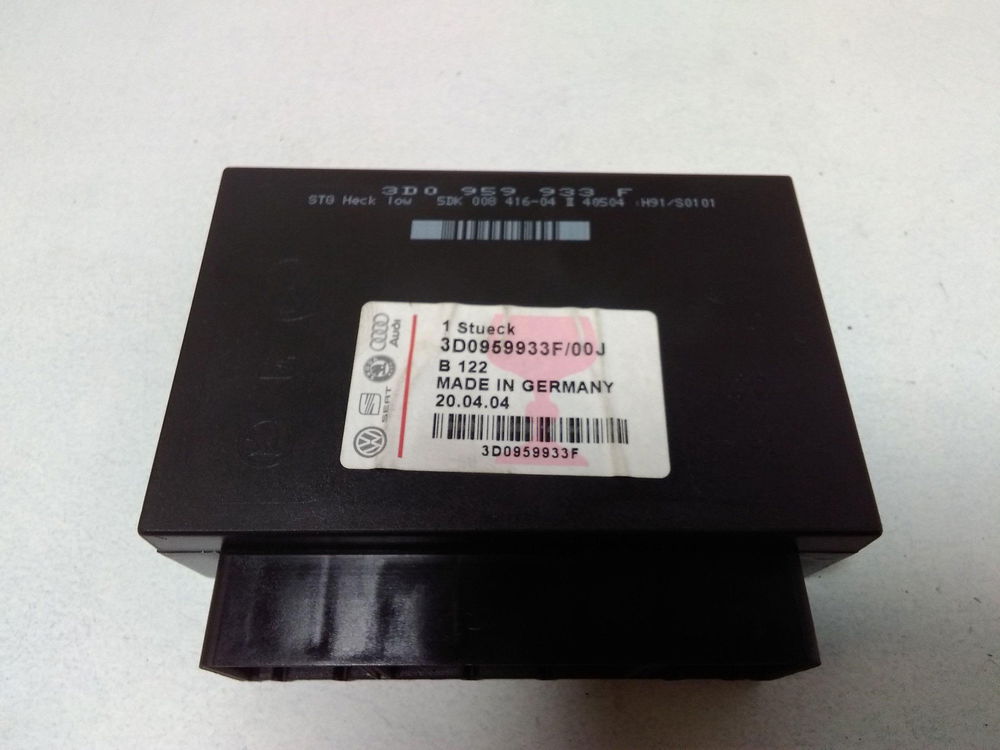 3D0 959 933 F
STG Heck low 5DK 008 416-04 40504 H91/S0101
1 Stueck
3D0959933F/00J
B 122
MADE IN GERMANY
20.04.04
3D0959933F
Audi
SEAT